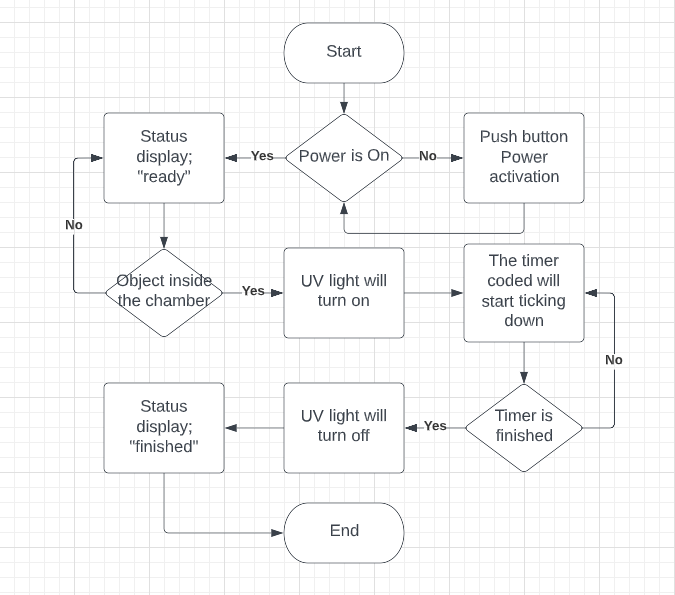 Start
Status
display;
"ready"
Yes
Power is On
No
Push button
Power
activation
No
Object inside
the chamber
Yes
UV light will
turn on
The timer
coded will
start ticking
down
No
Status
display;
"finished"
UV light will
turn off
Yes
Timer is
finished
End